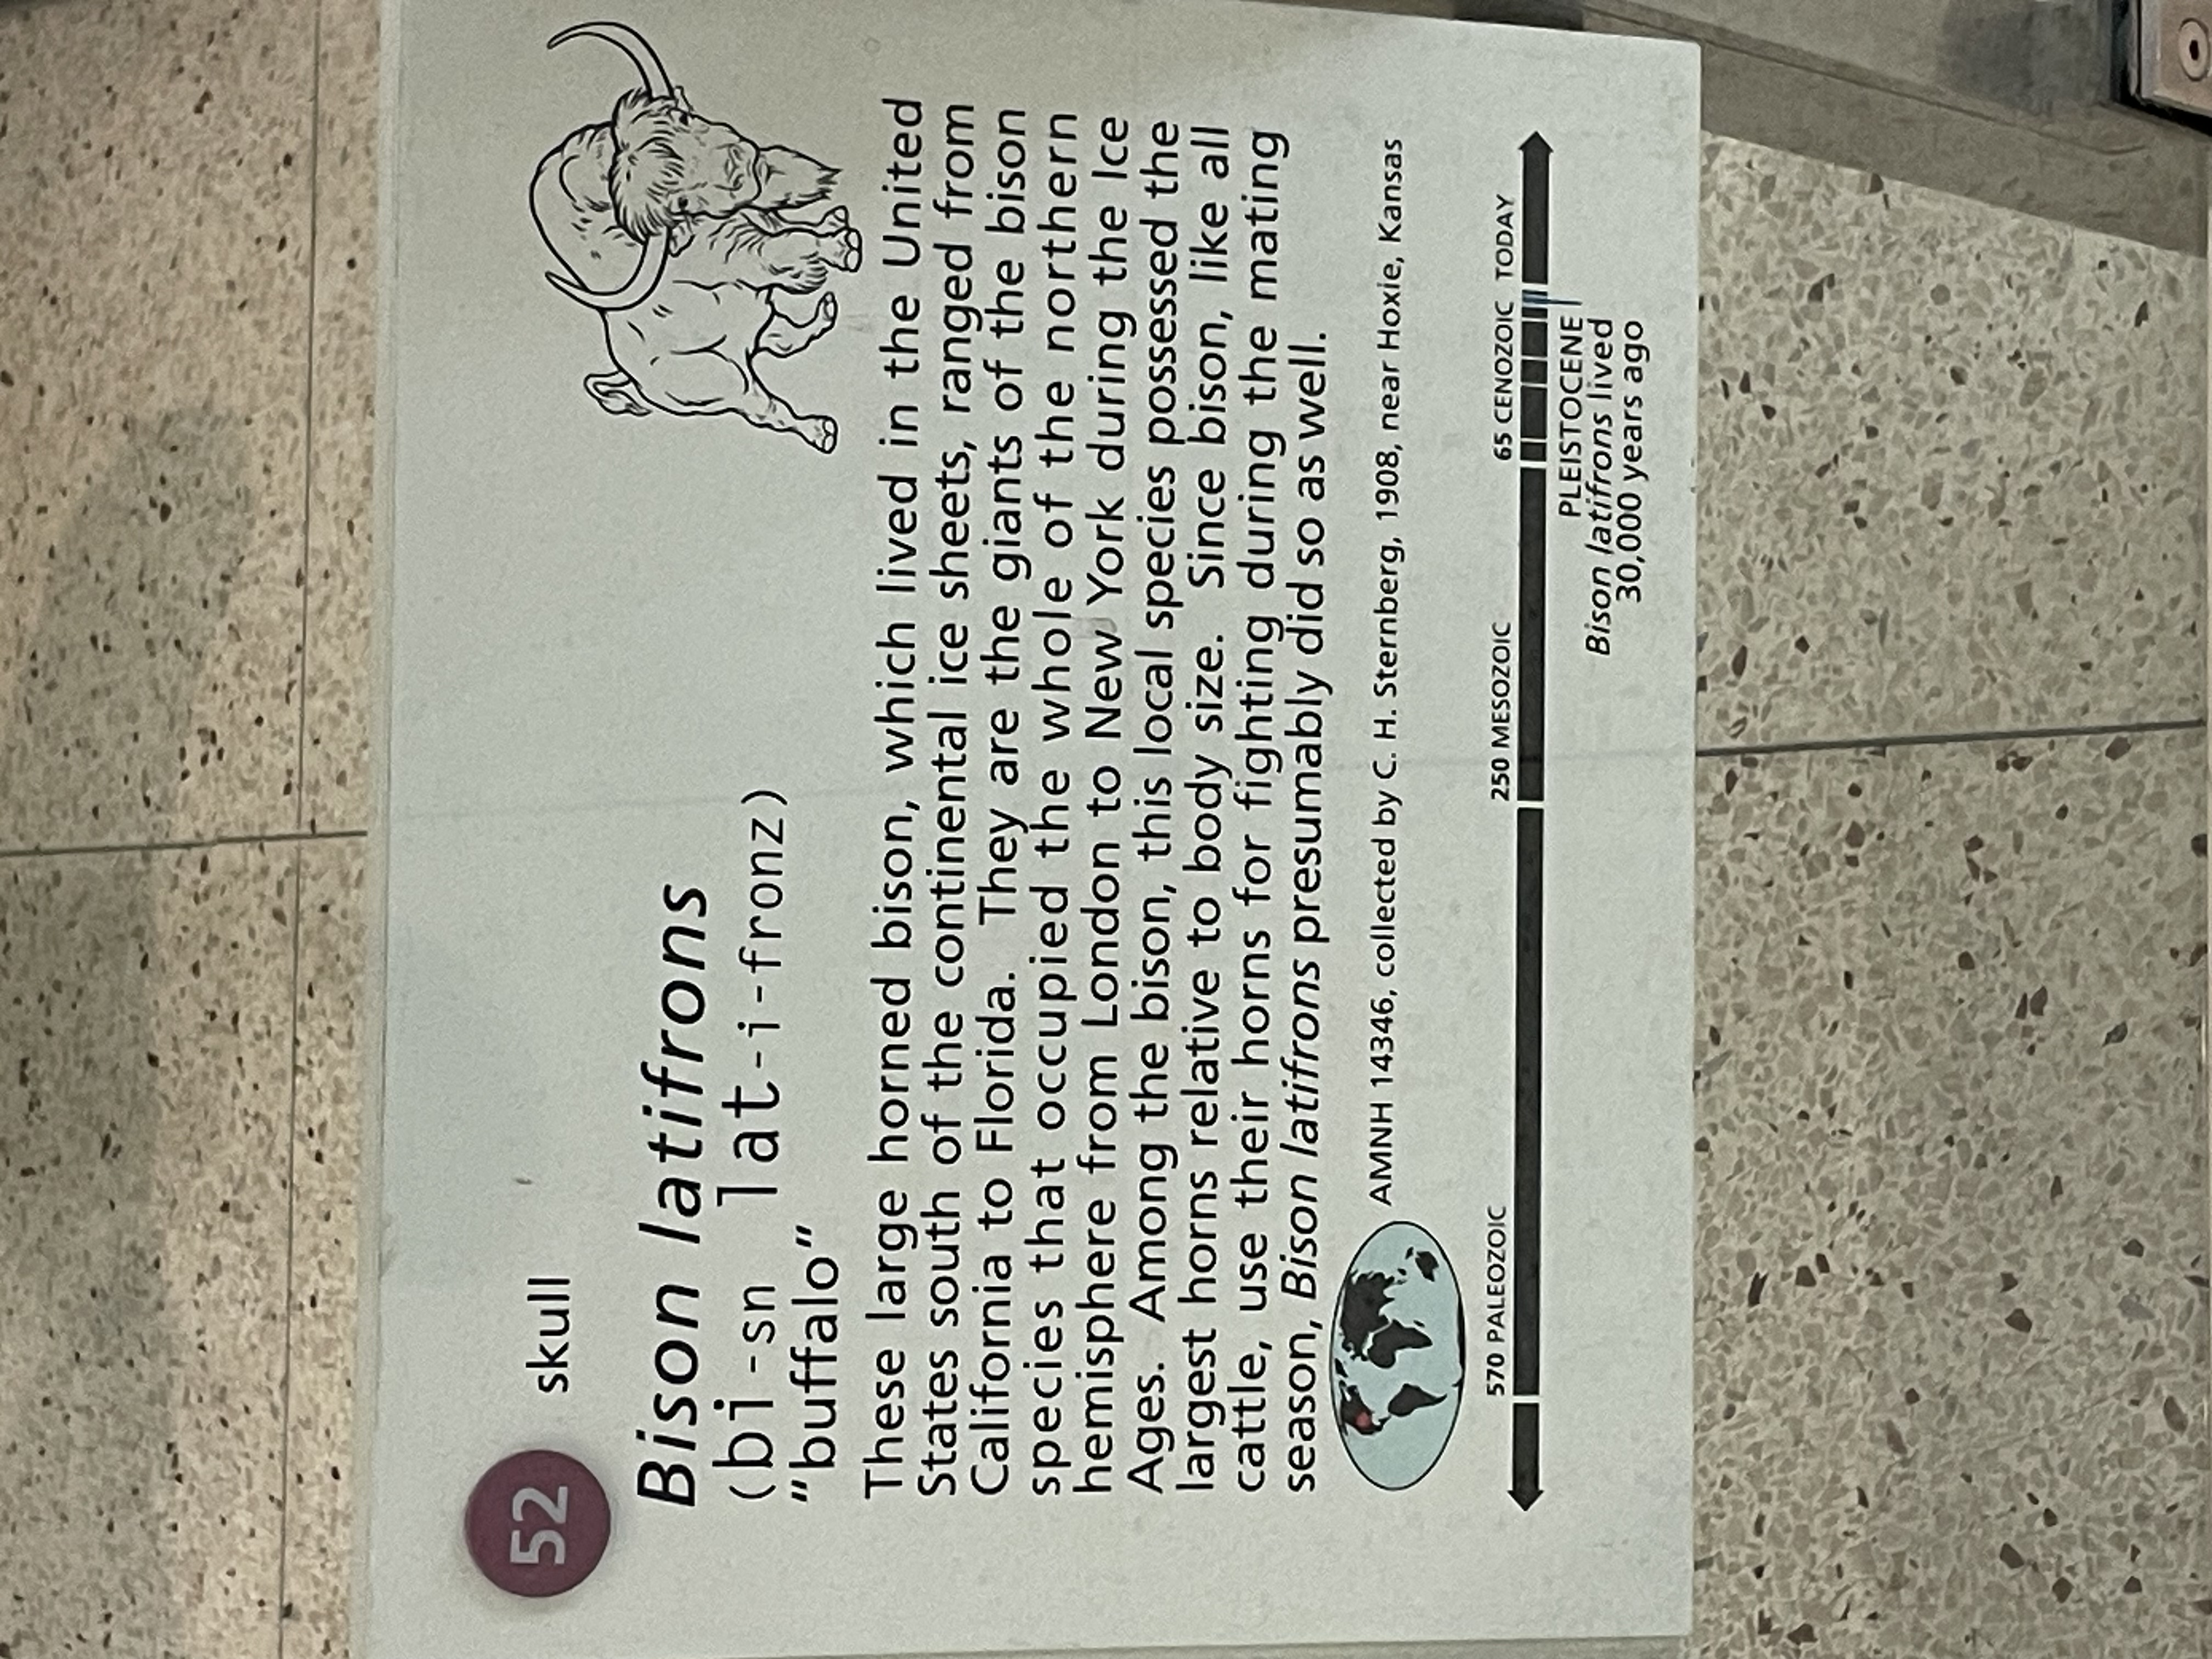 52
skull
Bison latifrons
(bī-sn lat-i-fronz)
“buffalo”
These large horned bison, which lived in the United
States south of the continental ice sheets, ranged from
California to Florida. They are the giants of the bison
species that occupied the whole of the northern
hemisphere from London to New York during the Ice
Ages. Among the bison, this local species possessed the
largest horns relative to body size. Since bison, like all
cattle, use their horns for fighting during the mating
season, Bison latifrons presumably did so as well.
AMNH 14346, collected by C. H. Sternberg, 1908, near Hoxie, Kansas
570 PALEOZOIC
250 MESOZOIC
65 CENOZOIC
TODAY
PLEISTOCENE
Bison latifrons lived
30,000 years ago